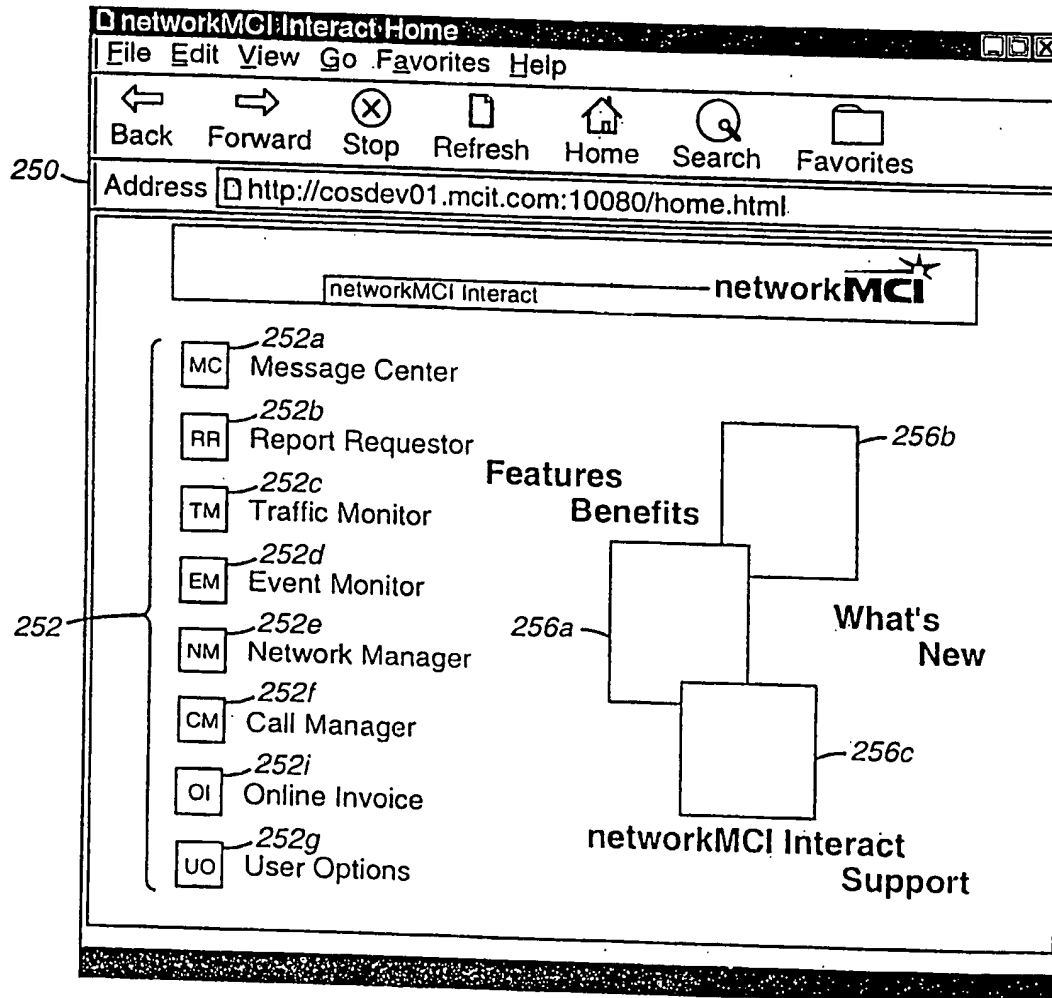 networkMCI Interact Home
File Edit View Go Favorites Help
Back Forward Stop Refresh Home Search Favorites
250
Address http://cosdev01.mcit.com:10080/home.html
networkMCI Interact networkMCI
252a
MC Message Center
252b
RR Report Requestor
256b
252c
TM Traffic Monitor
Features
Benefits
252d
EM Event Monitor
252
252e
NM Network Manager
256a
What's
New
252f
CM Call Manager
256c
252i
OI Online Invoice
252g
UO User Options
networkMCI Interact
Support